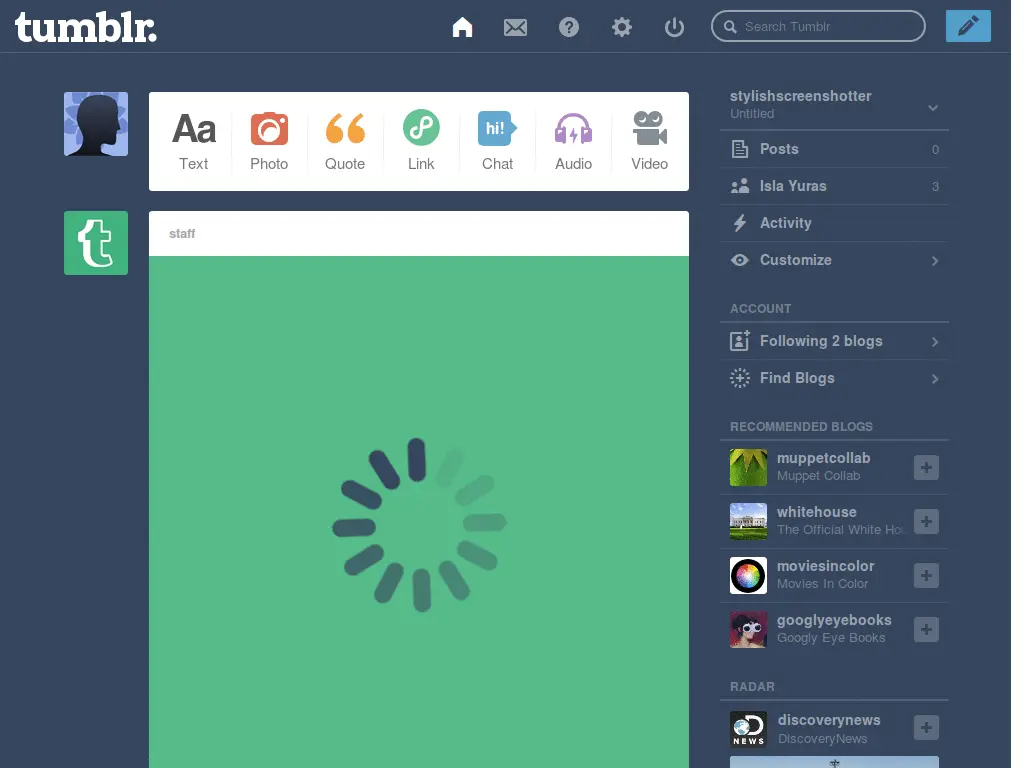 tumblr.
Search Tumblr
Aa
hi!
Text
Photo
Quote
Link
Chat
Audio
Video
staff
stylishscreenshotter
Untitled
Posts 0
Isla Yuras 3
Activity
Customize
ACCOUNT
Following 2 blogs
Find Blogs
RECOMMENDED BLOGS
muppetcollab
Muppet Collab
whitehouse
The Official White Ho
moviesincolor
Movies In Color
googlyeyebooks
Googly Eye Books
RADAR
discoverynews
DiscoveryNews
D
NEWS
t